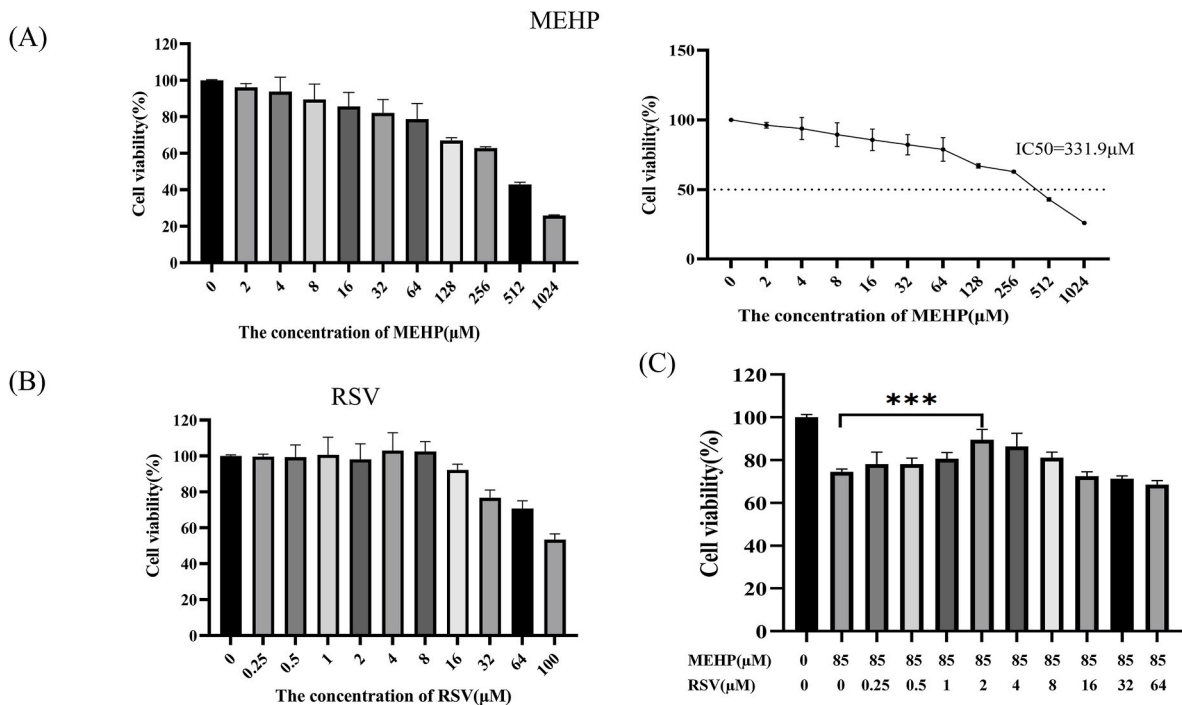 MEHP
(A)
120
100
80
60
40
20
0
Cell viability(%)
0 2 4 8 16 32 64 128 256 512 1024
The concentration of MEHP(μM)
150
100
50
0
Cell viability(%)
IC50=331.9μM
0 2 4 8 16 32 64 128 256 512 1024
The concentration of MEHP(μM)
(B)
RSV
120
100
80
60
40
20
0
Cell viability(%)
0 0.25 0.5 1 2 4 8 16 32 64 100
The concentration of RSV(μM)
(C)
120
100
80
60
40
20
0
Cell viability(%)
***
MEHP(μM) 0 85 85 85 85 85 85 85 85 85 85
RSV(μM) 0 0 0.25 0.5 1 2 4 8 16 32 64